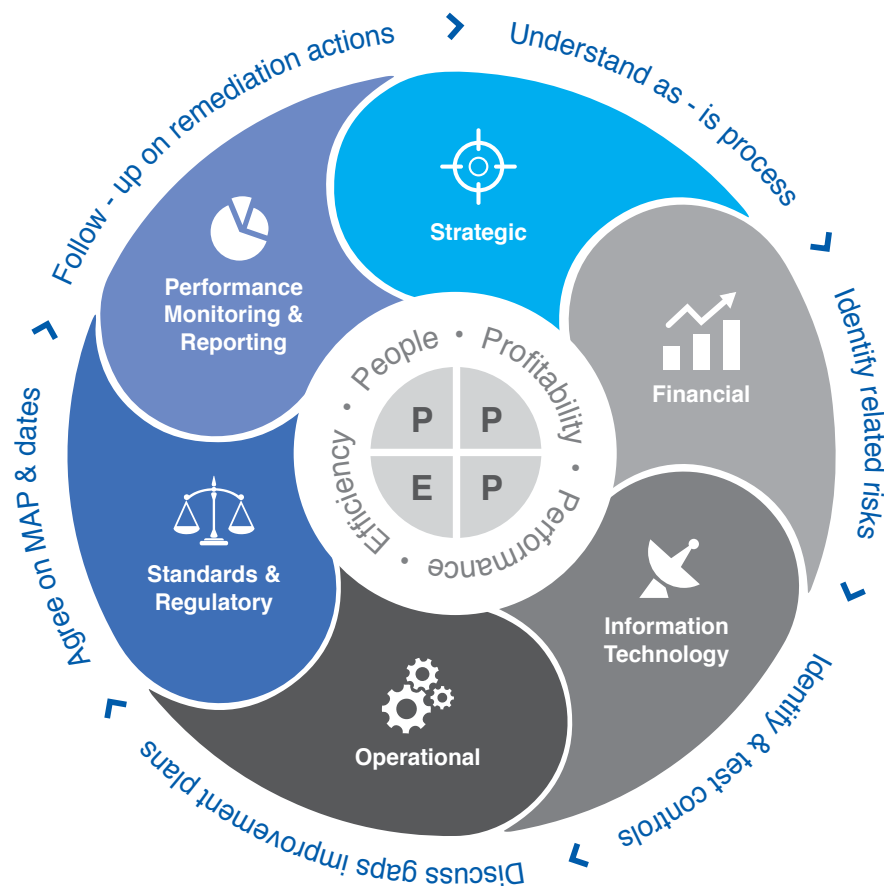 Understand as - is process
Identify related risks
Identify & test controls
Discuss gaps improvement plans
Agree on MAP & dates
Follow - up on remediation actions
Strategic
Financial
Information
Technology
Operational
Standards &
Regulatory
Performance
Monitoring &
Reporting
People • Profitability • Performance • Efficiency •
P P
E P